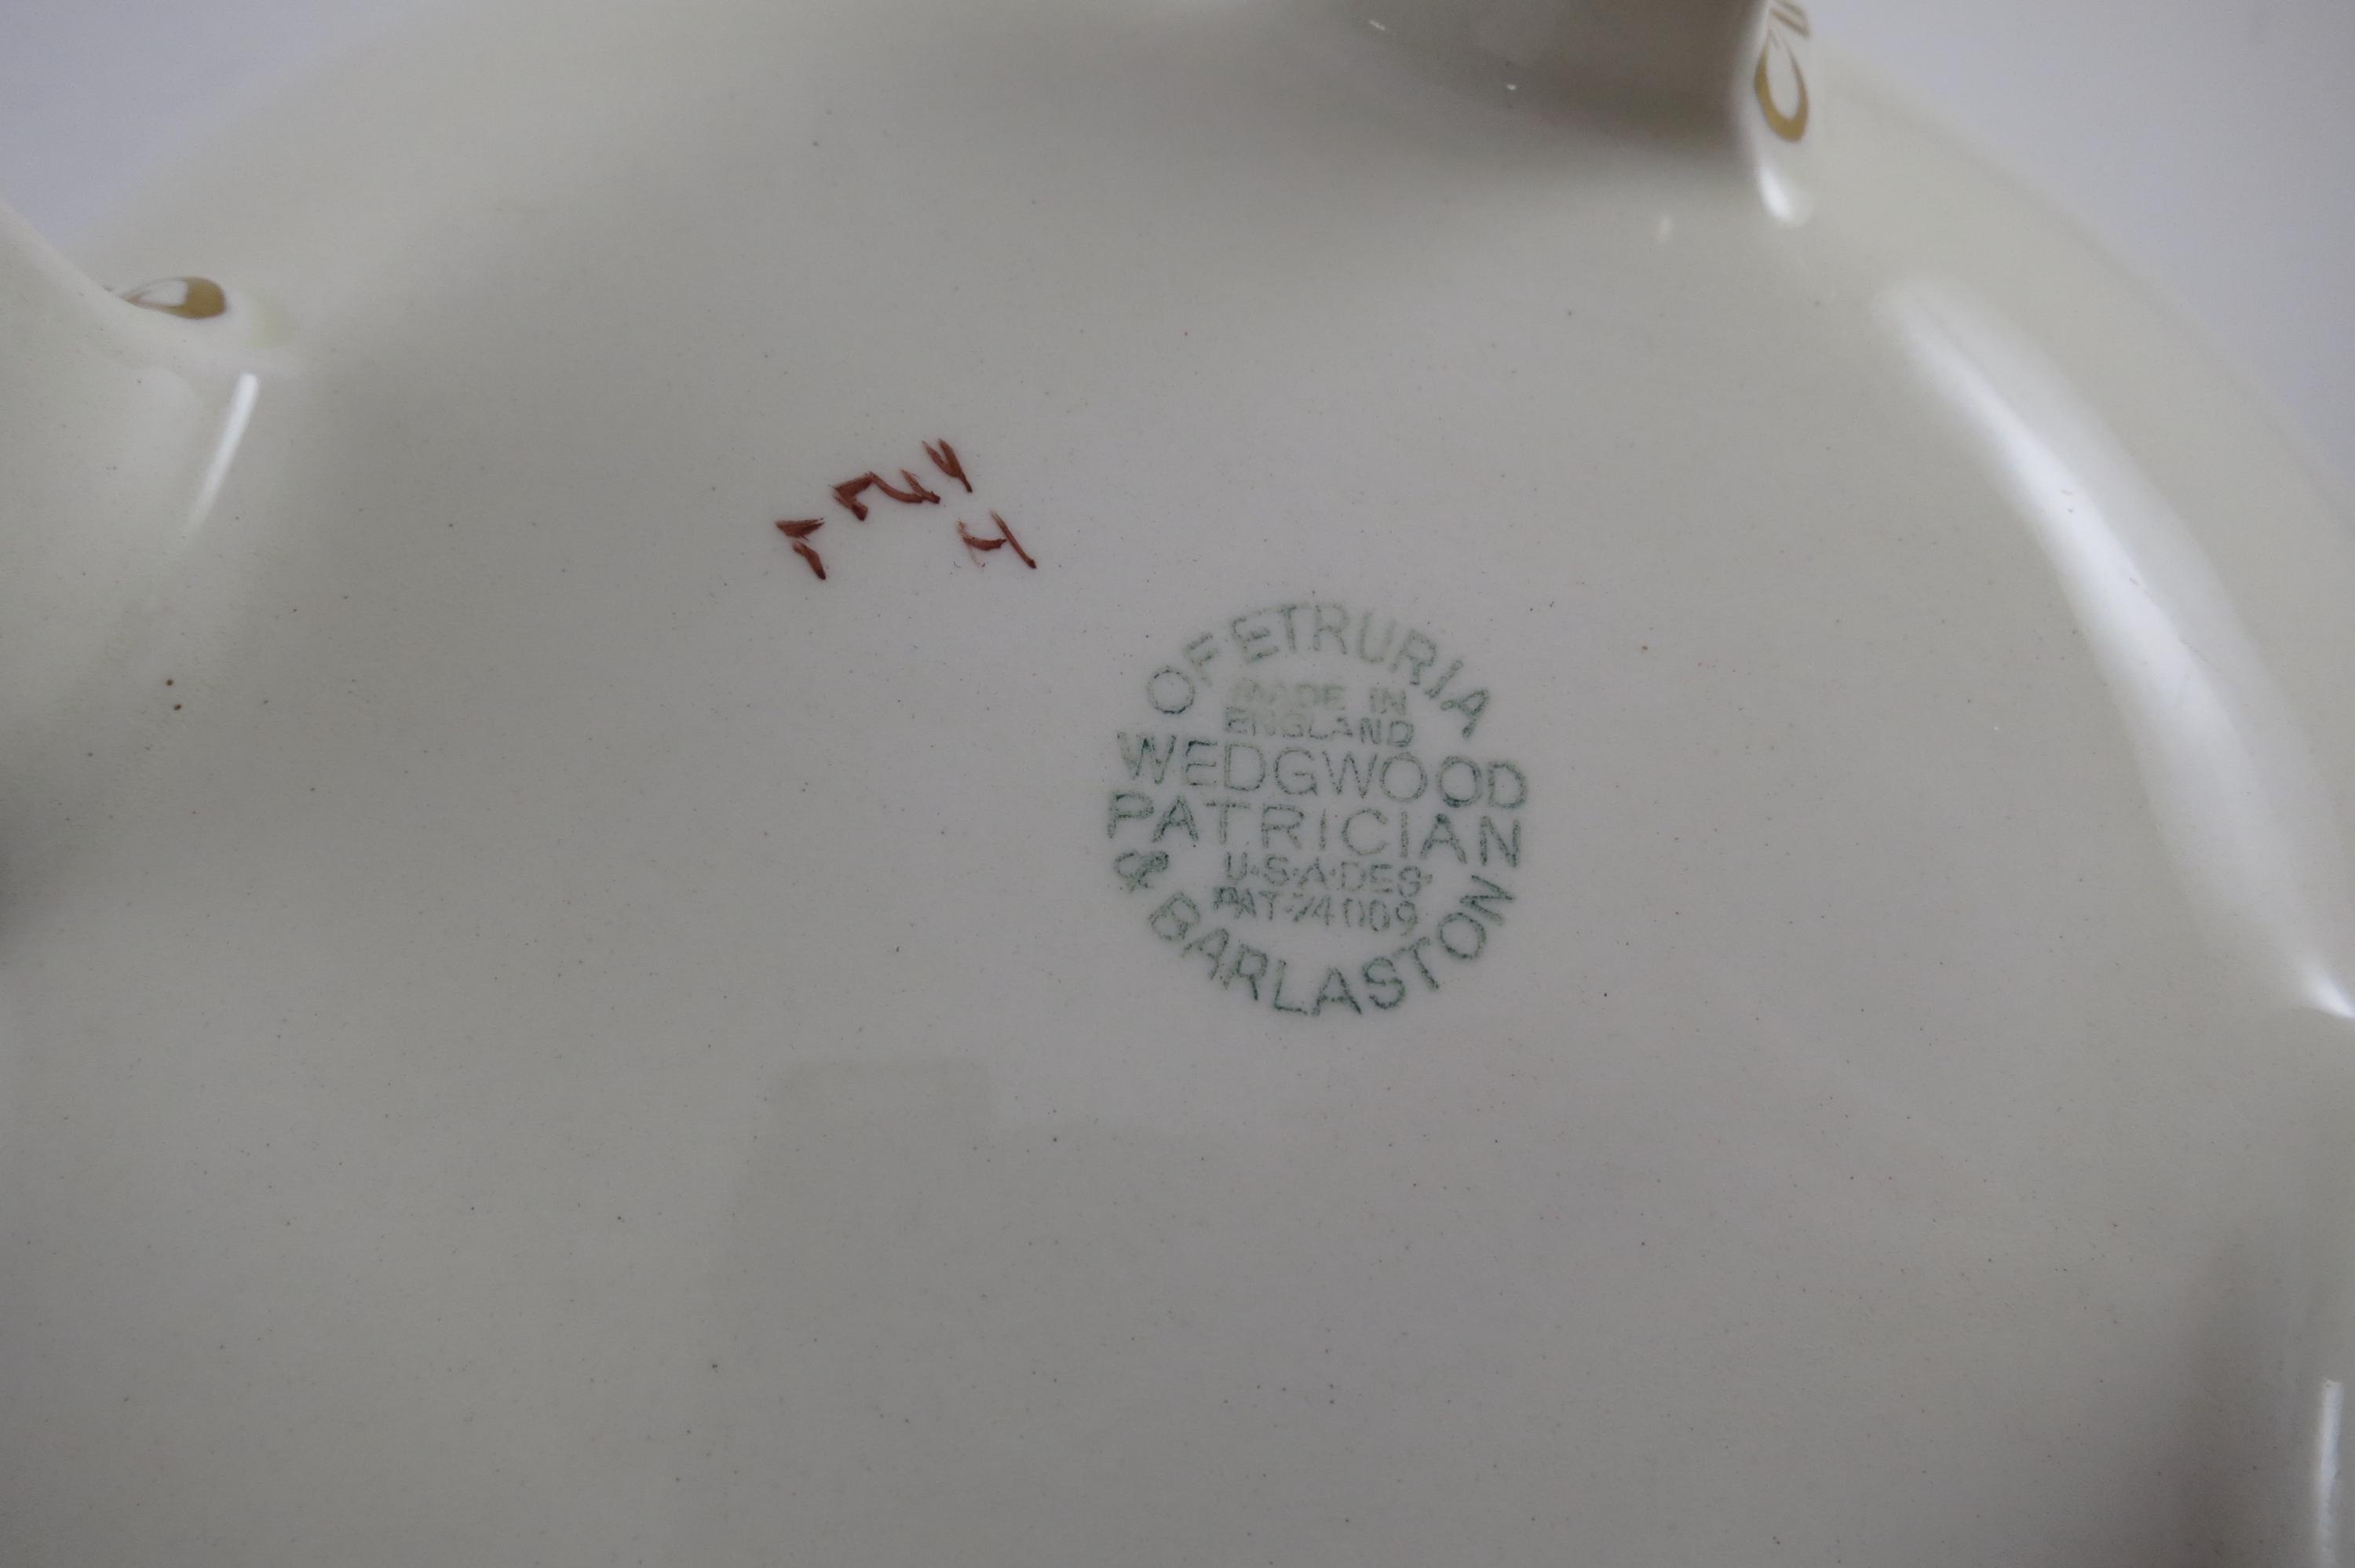 OF ETRURIA
MADE IN
ENGLAND
WEDGWOOD
PATRICIAN
U·S·A·DES·
PAT·74009
& BARLASTON